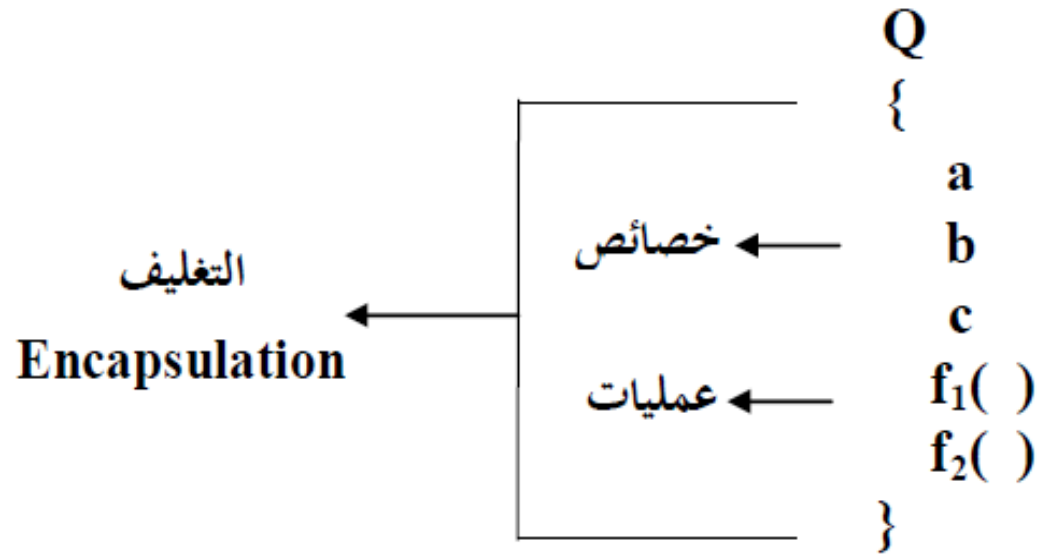 Q
{
a
خصائص
b
التغليف
Encapsulation
c
عمليات
f₁( )
f₂( )
}